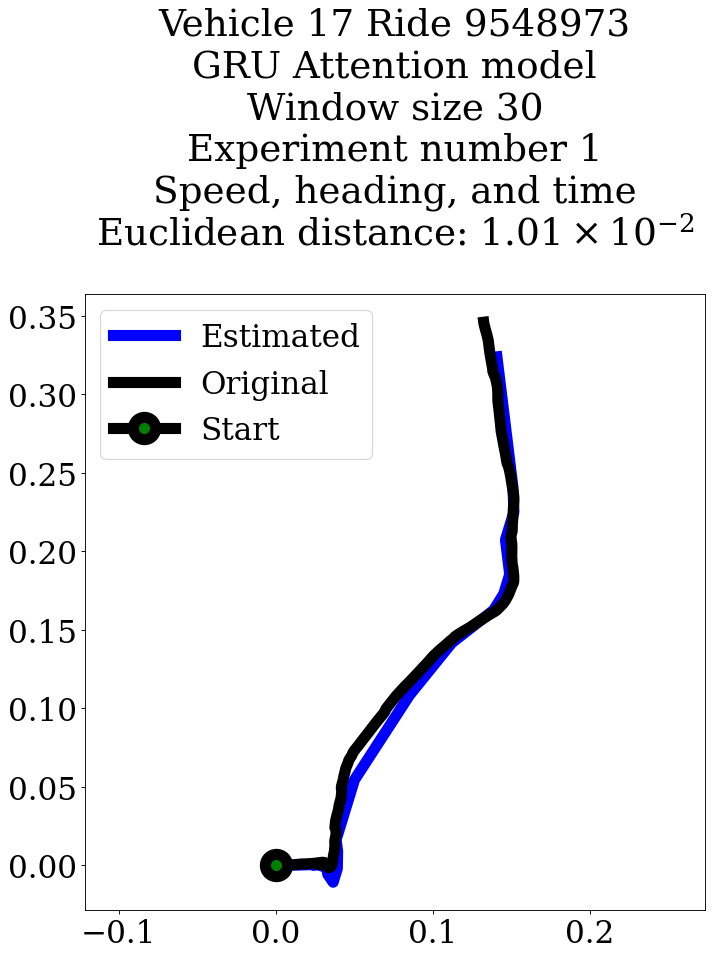 Vehicle 17 Ride 9548973
GRU Attention model
Window size 30
Experiment number 1
Speed, heading, and time
Euclidean distance: 1.01 × 10⁻²
0.35
0.30
0.25
0.20
0.15
0.10
0.05
0.00
Estimated
Original
Start
−0.1 0.0 0.1 0.2